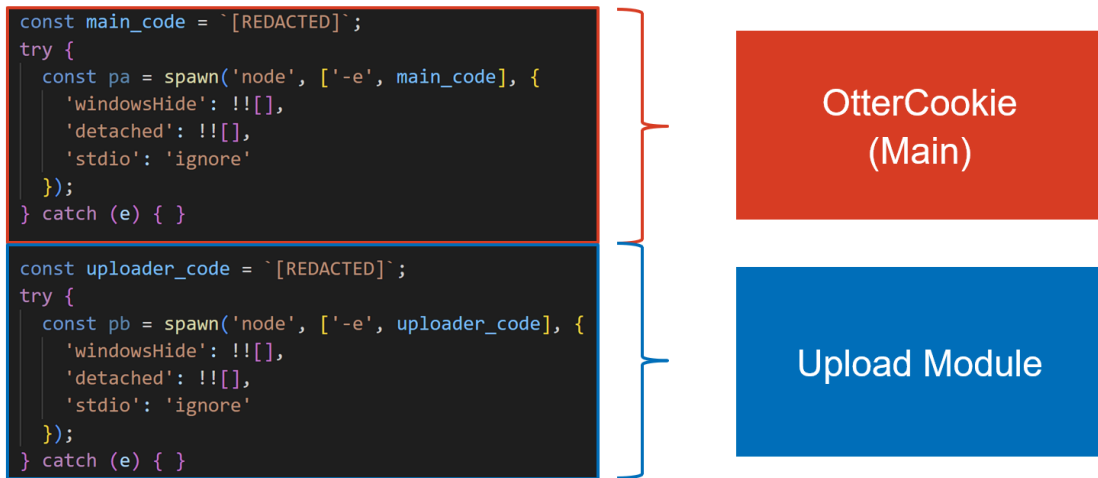 const main_code = `[REDACTED]`;
try {
const pa = spawn('node', ['-e', main_code], {
'windowsHide': !![],
'detached': !![],
'stdio': 'ignore'
});
} catch (e) { }
OtterCookie
(Main)
const uploader_code = `[REDACTED]`;
try {
const pb = spawn('node', ['-e', uploader_code], {
'windowsHide': !![],
'detached': !![],
'stdio': 'ignore'
});
} catch (e) { }
Upload Module